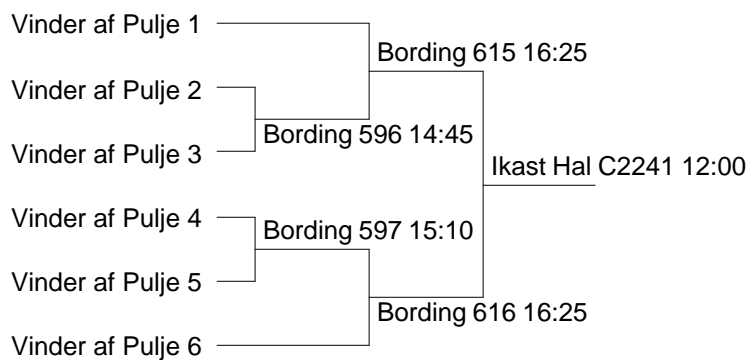 Vinder af Pulje 1
Bording 615 16:25
Vinder af Pulje 2
Bording 596 14:45
Vinder af Pulje 3
Ikast Hal C2241 12:00
Vinder af Pulje 4
Bording 597 15:10
Vinder af Pulje 5
Bording 616 16:25
Vinder af Pulje 6